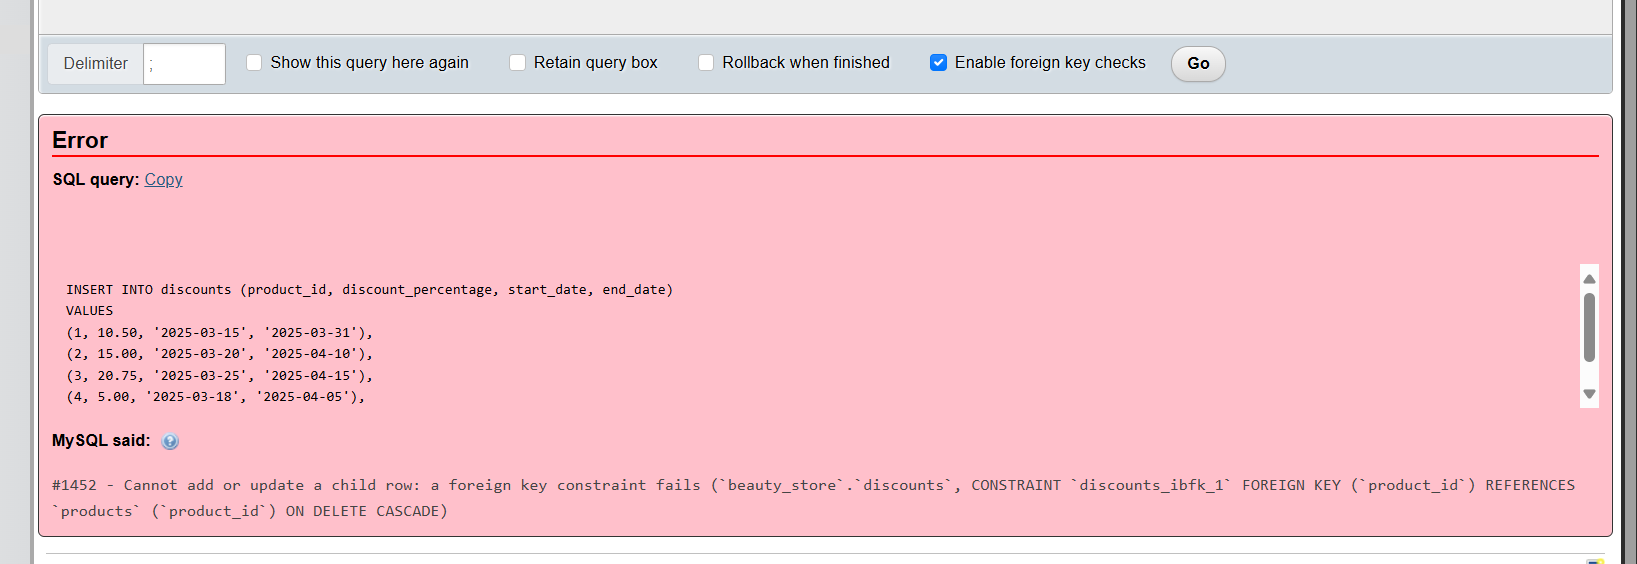 Delimiter ; Show this query here again Retain query box Rollback when finished Enable foreign key checks Go
Error
SQL query: Copy
INSERT INTO discounts (product_id, discount_percentage, start_date, end_date)
VALUES
(1, 10.50, '2025-03-15', '2025-03-31'),
(2, 15.00, '2025-03-20', '2025-04-10'),
(3, 20.75, '2025-03-25', '2025-04-15'),
(4, 5.00, '2025-03-18', '2025-04-05'),
MySQL said:
#1452 - Cannot add or update a child row: a foreign key constraint fails (`beauty_store`.`discounts`, CONSTRAINT `discounts_ibfk_1` FOREIGN KEY (`product_id`) REFERENCES
`products` (`product_id`) ON DELETE CASCADE)